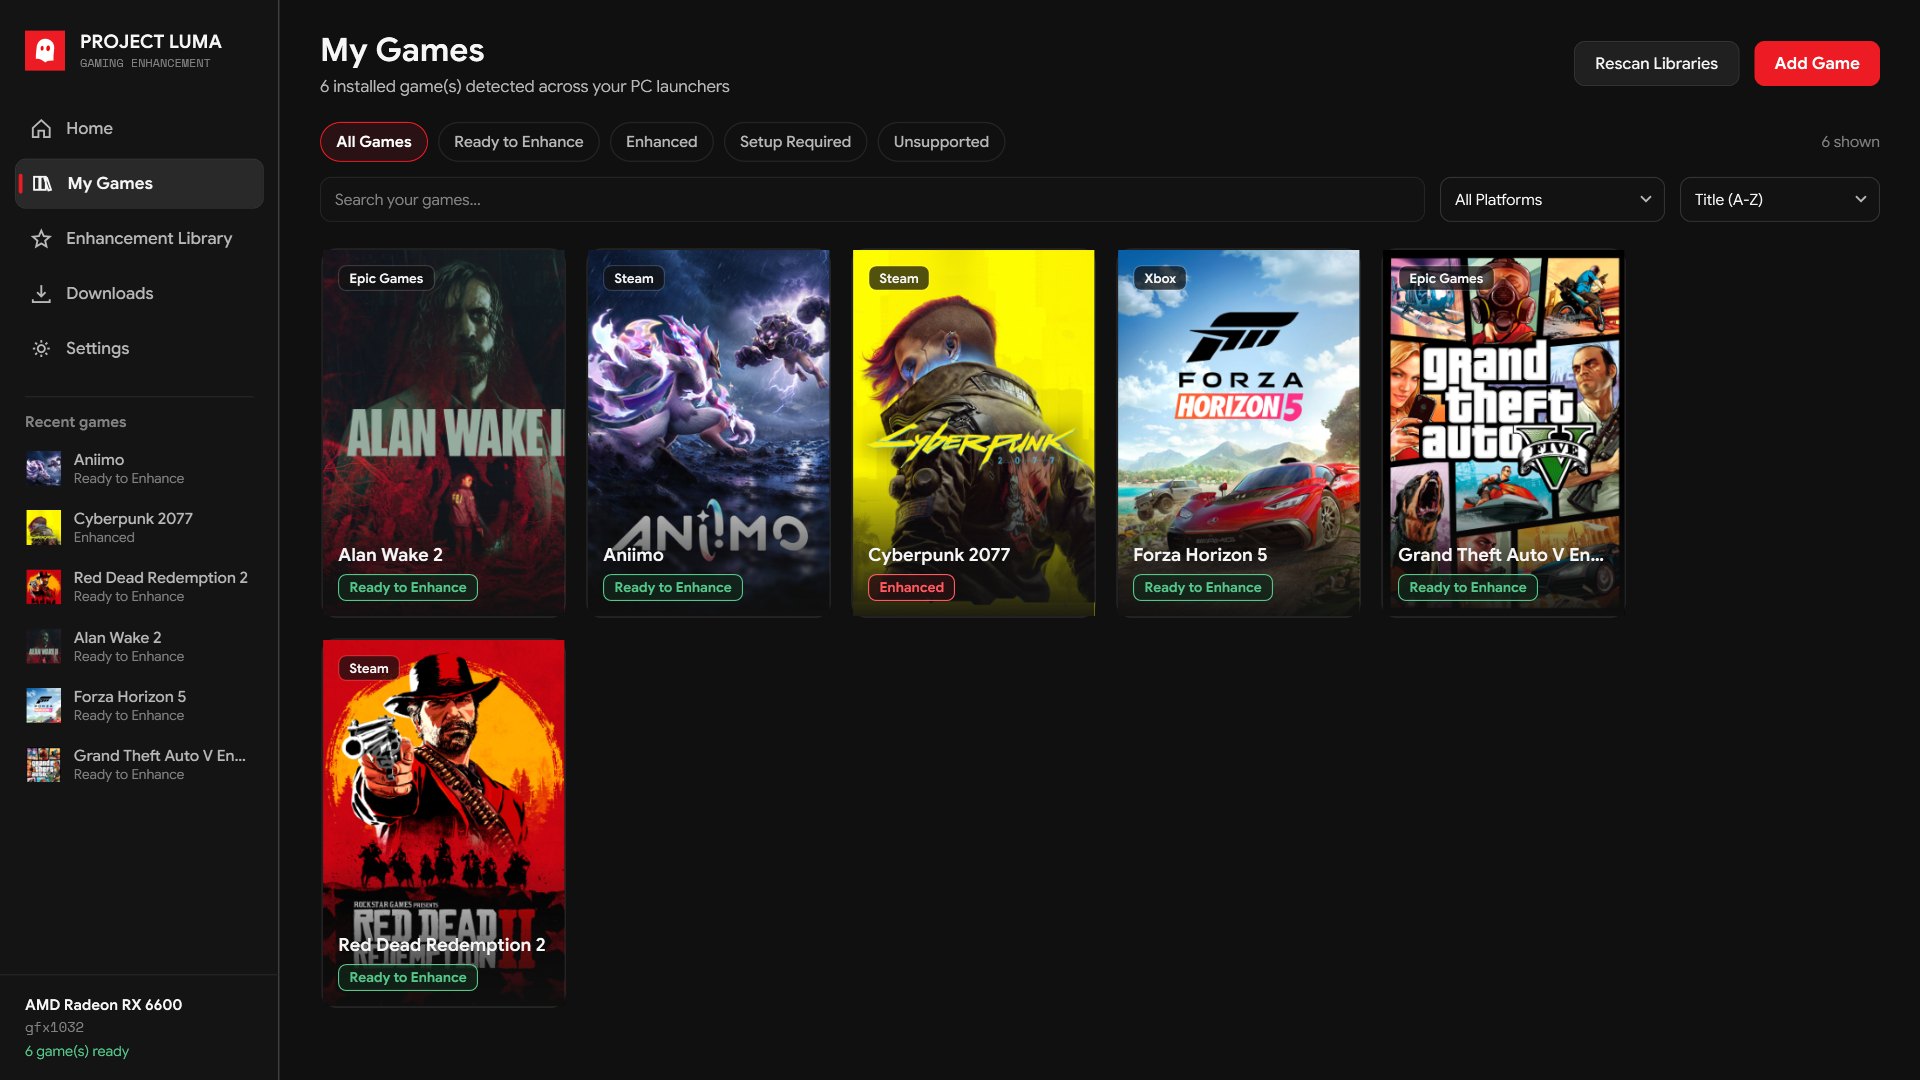 PROJECT LUMA
GAMING ENHANCEMENT
Home
My Games
Enhancement Library
Downloads
Settings
Recent games
Aniimo
Ready to Enhance
Cyberpunk 2077
Enhanced
Red Dead Redemption 2
Ready to Enhance
Alan Wake 2
Ready to Enhance
Forza Horizon 5
Ready to Enhance
Grand Theft Auto V En...
Ready to Enhance
AMD Radeon RX 6600
gfx1032
6 game(s) ready
My Games
6 installed game(s) detected across your PC launchers
Rescan Libraries
Add Game
All Games
Ready to Enhance
Enhanced
Setup Required
Unsupported
6 shown
Search your games...
All Platforms
Title (A-Z)
Epic Games
ALAN WAKE II
Alan Wake 2
Ready to Enhance
Steam
ANIIMO
Aniimo
Ready to Enhance
Steam
Cyberpunk
2077
Cyberpunk 2077
Enhanced
Xbox
FORZA
HORIZON 5
Forza Horizon 5
Ready to Enhance
Epic Games
grand
theft
auto
V
FIVE
Grand Theft Auto V En...
Ready to Enhance
Steam
ROCKSTAR GAMES PRESENTS
RED DEAD
REDEMPTION II
Red Dead Redemption 2
Ready to Enhance